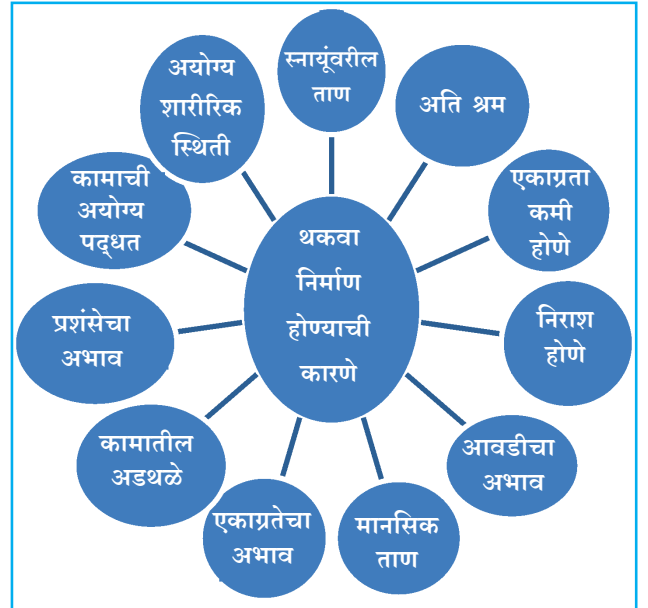 थकवा
निर्माण
होण्याची
कारणे
स्नायूंवरील
ताण
अति श्रम
एकाग्रता
कमी
होणे
निराश
होणे
आवडीचा
अभाव
मानसिक
ताण
एकाग्रतेचा
अभाव
कामातील
अडथळे
प्रशंसेचा
अभाव
कामाची
अयोग्य
पद्धत
अयोग्य
शारीरिक
स्थिती